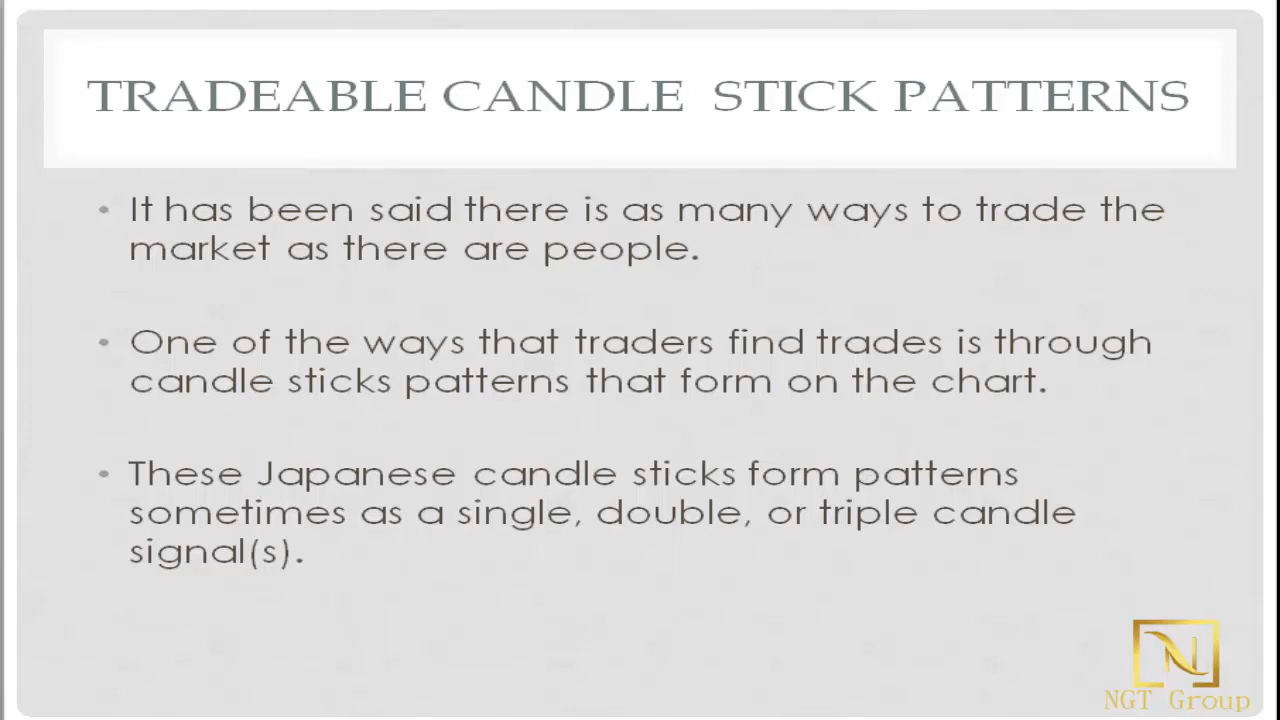 TRADEABLE CANDLE STICK PATTERNS
• It has been said there is as many ways to trade the
market as there are people.
• One of the ways that traders find trades is through
candle sticks patterns that form on the chart.
• These Japanese candle sticks form patterns
sometimes as a single, double, or triple candle
signal(s).
N
NGT Group